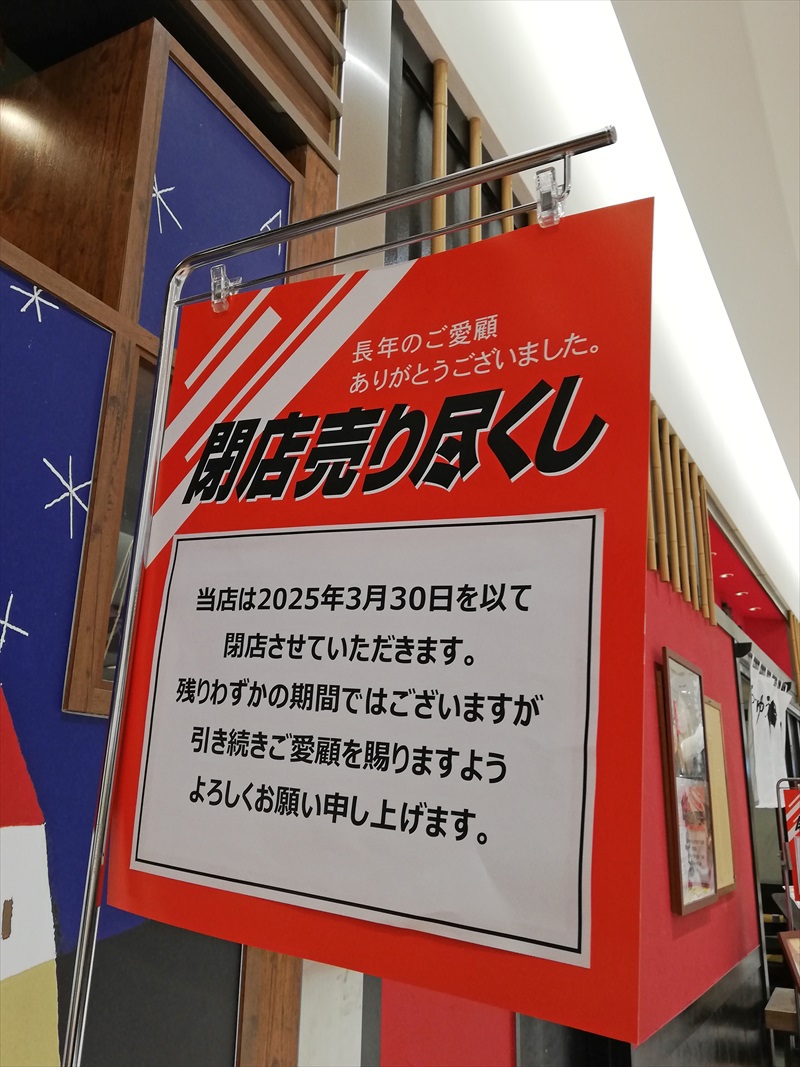 長年のご愛顧
ありがとうございました。
閉店売り尽くし
当店は2025年3月30日を以て
閉店させていただきます。
残りわずかの期間ではございますが
引き続きご愛顧を賜りますよう
よろしくお願い申し上げます。